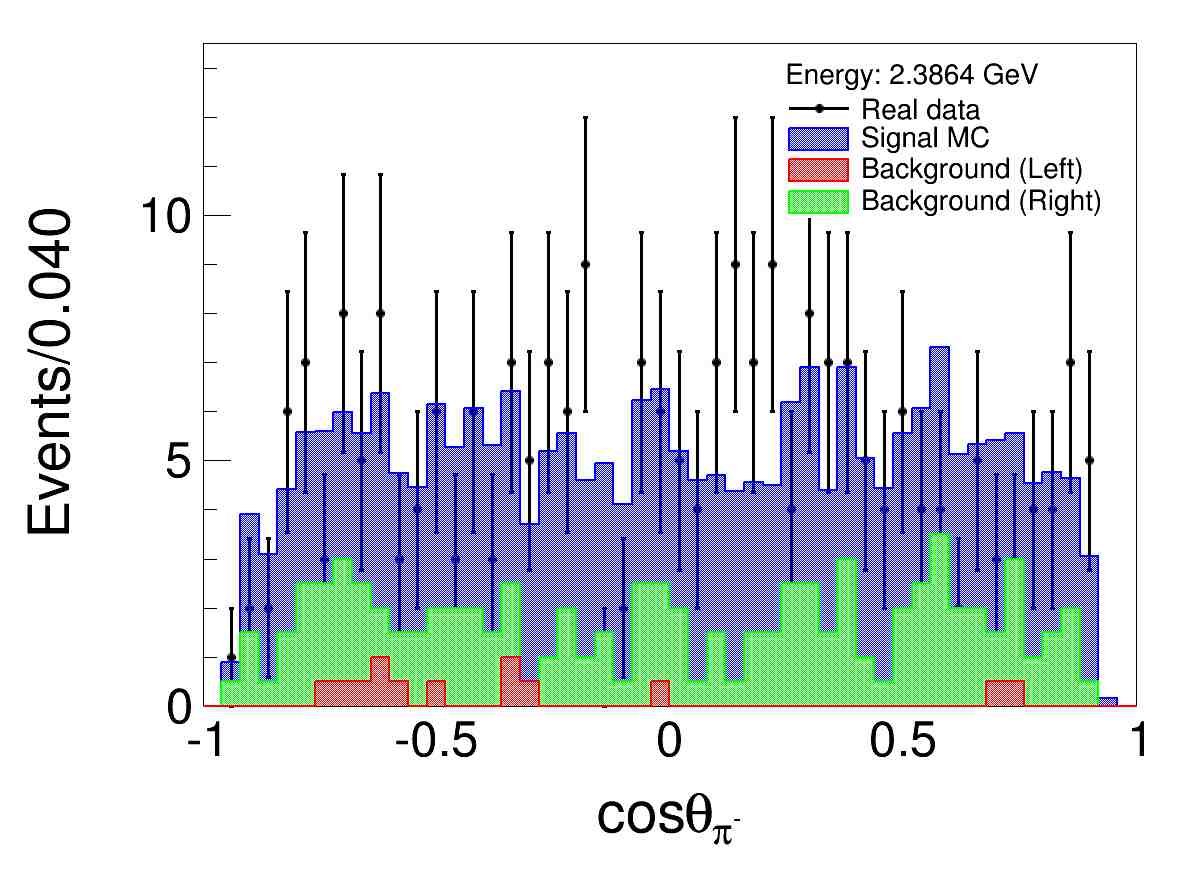 Energy: 2.3864 GeV
Real data
Signal MC
Background (Left)
Background (Right)
Events/0.040
10
5
0
-1
-0.5
0
0.5
1
cosθπ-